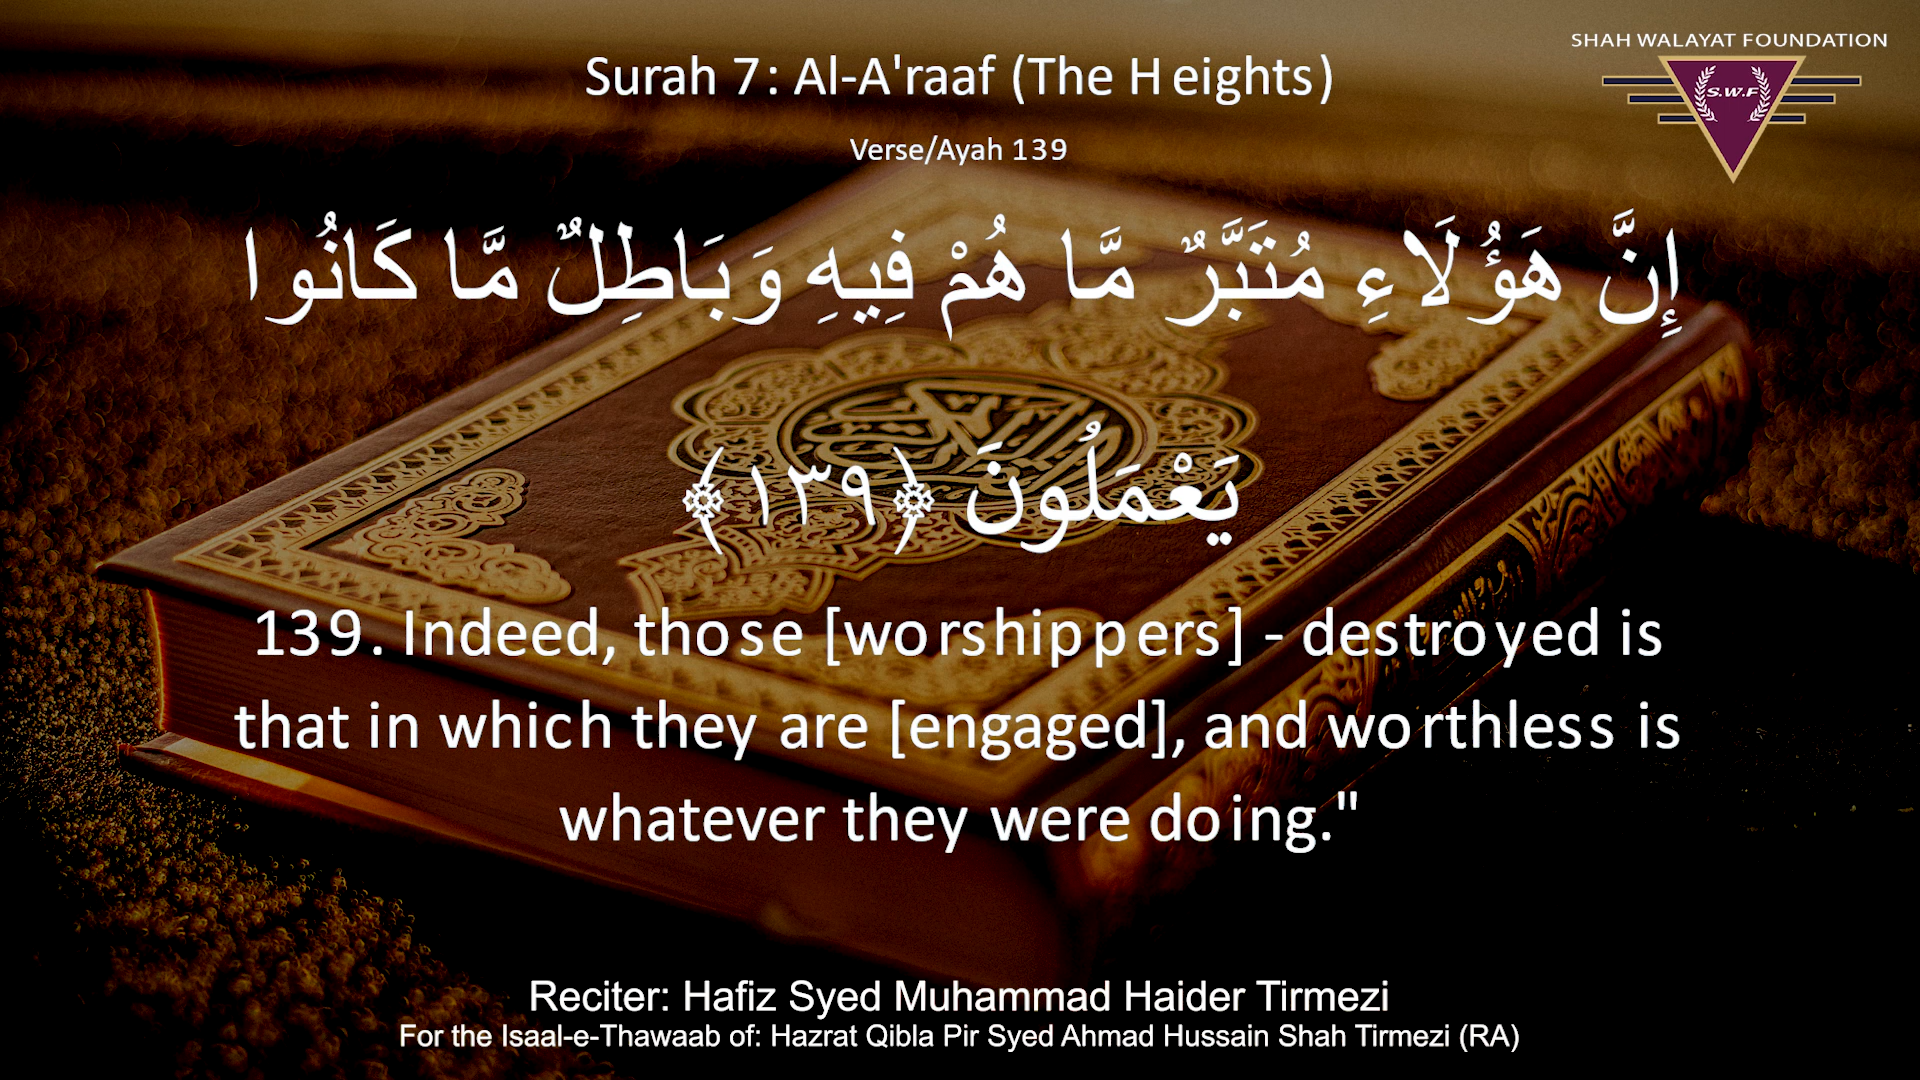 SHAH WALAYAT FOUNDATION
S.W.F
Surah 7: Al-A'raaf (The Heights)
Verse/Ayah 139
إِنَّ هَؤُلَاءِ مُتَبَّرٌ مَّا هُمْ فِيهِ وَبَاطِلٌ مَّا كَانُوا
يَعْمَلُونَ ﴿١٣٩﴾
139. Indeed, those [worshippers] - destroyed is
that in which they are [engaged], and worthless is
whatever they were doing."
Reciter: Hafiz Syed Muhammad Haider Tirmezi
For the Isaal-e-Thawaab of: Hazrat Qibla Pir Syed Ahmad Hussain Shah Tirmezi (RA)